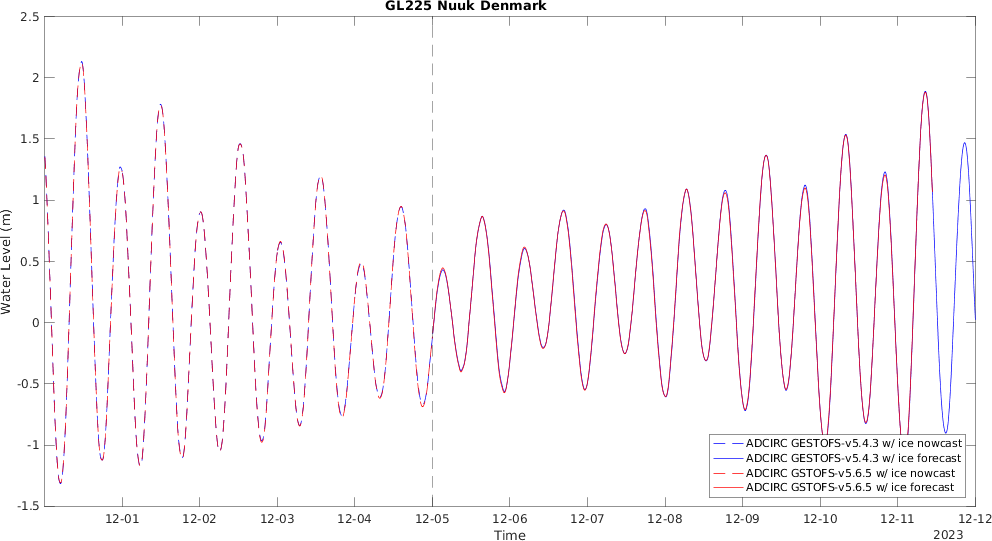 GL225 Nuuk Denmark
2.5
2
1.5
1
0.5
0
-0.5
-1
-1.5
Water Level (m)
ADCIRC GESTOFS-v5.4.3 w/ ice nowcast
ADCIRC GESTOFS-v5.4.3 w/ ice forecast
ADCIRC GSTOFS-v5.6.5 w/ ice nowcast
ADCIRC GSTOFS-v5.6.5 w/ ice forecast
12-01 12-02 12-03 12-04 12-05 12-06 12-07 12-08 12-09 12-10 12-11 12-12
Time
2023